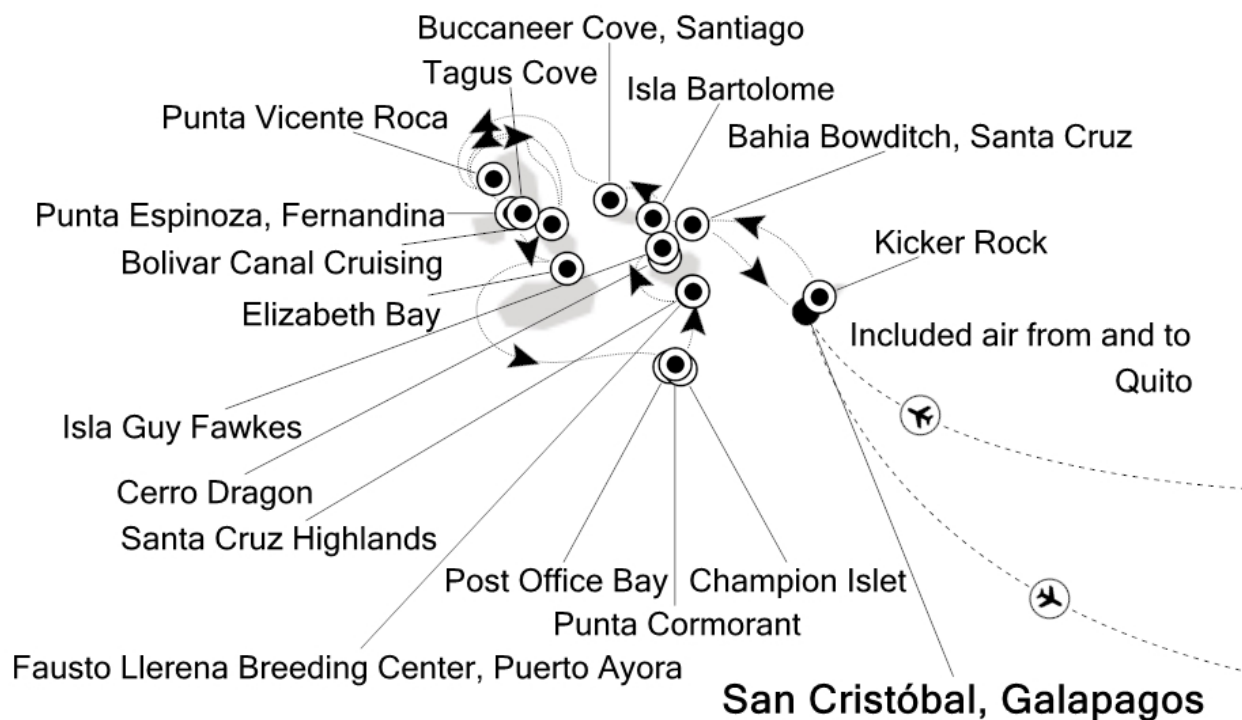 Buccaneer Cove, Santiago
Tagus Cove
Isla Bartolome
Punta Vicente Roca
Bahia Bowditch, Santa Cruz
Punta Espinoza, Fernandina
Kicker Rock
Bolivar Canal Cruising
Elizabeth Bay
Included air from and to
Quito
Isla Guy Fawkes
Cerro Dragon
Santa Cruz Highlands
Post Office Bay
Champion Islet
Punta Cormorant
Fausto Llerena Breeding Center, Puerto Ayora
San Cristóbal, Galapagos